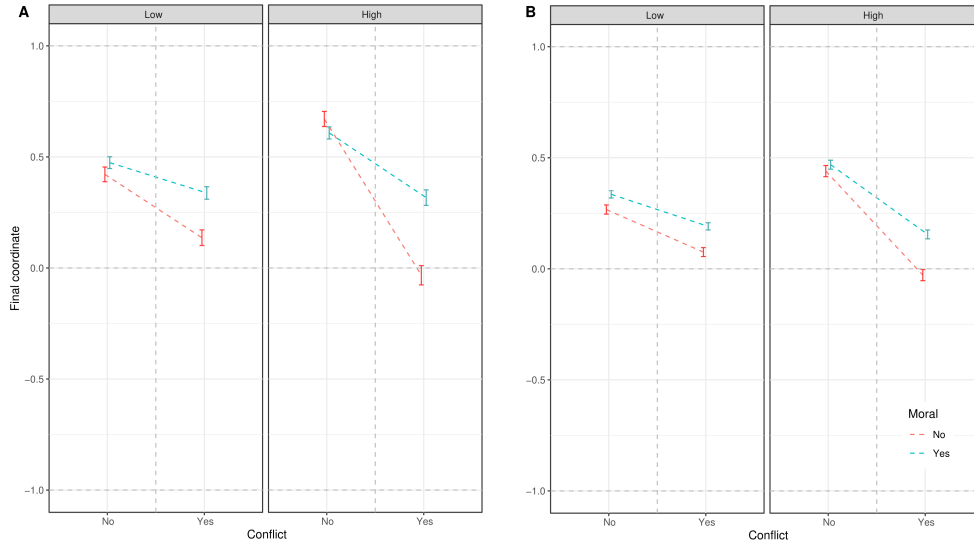 A
Low
High
1.0
0.5
0.0
−0.5
−1.0
Final coordinate
No
Yes
No
Yes
Conflict
B
Low
High
1.0
0.5
0.0
−0.5
−1.0
No
Yes
No
Yes
Conflict
Moral
No
Yes